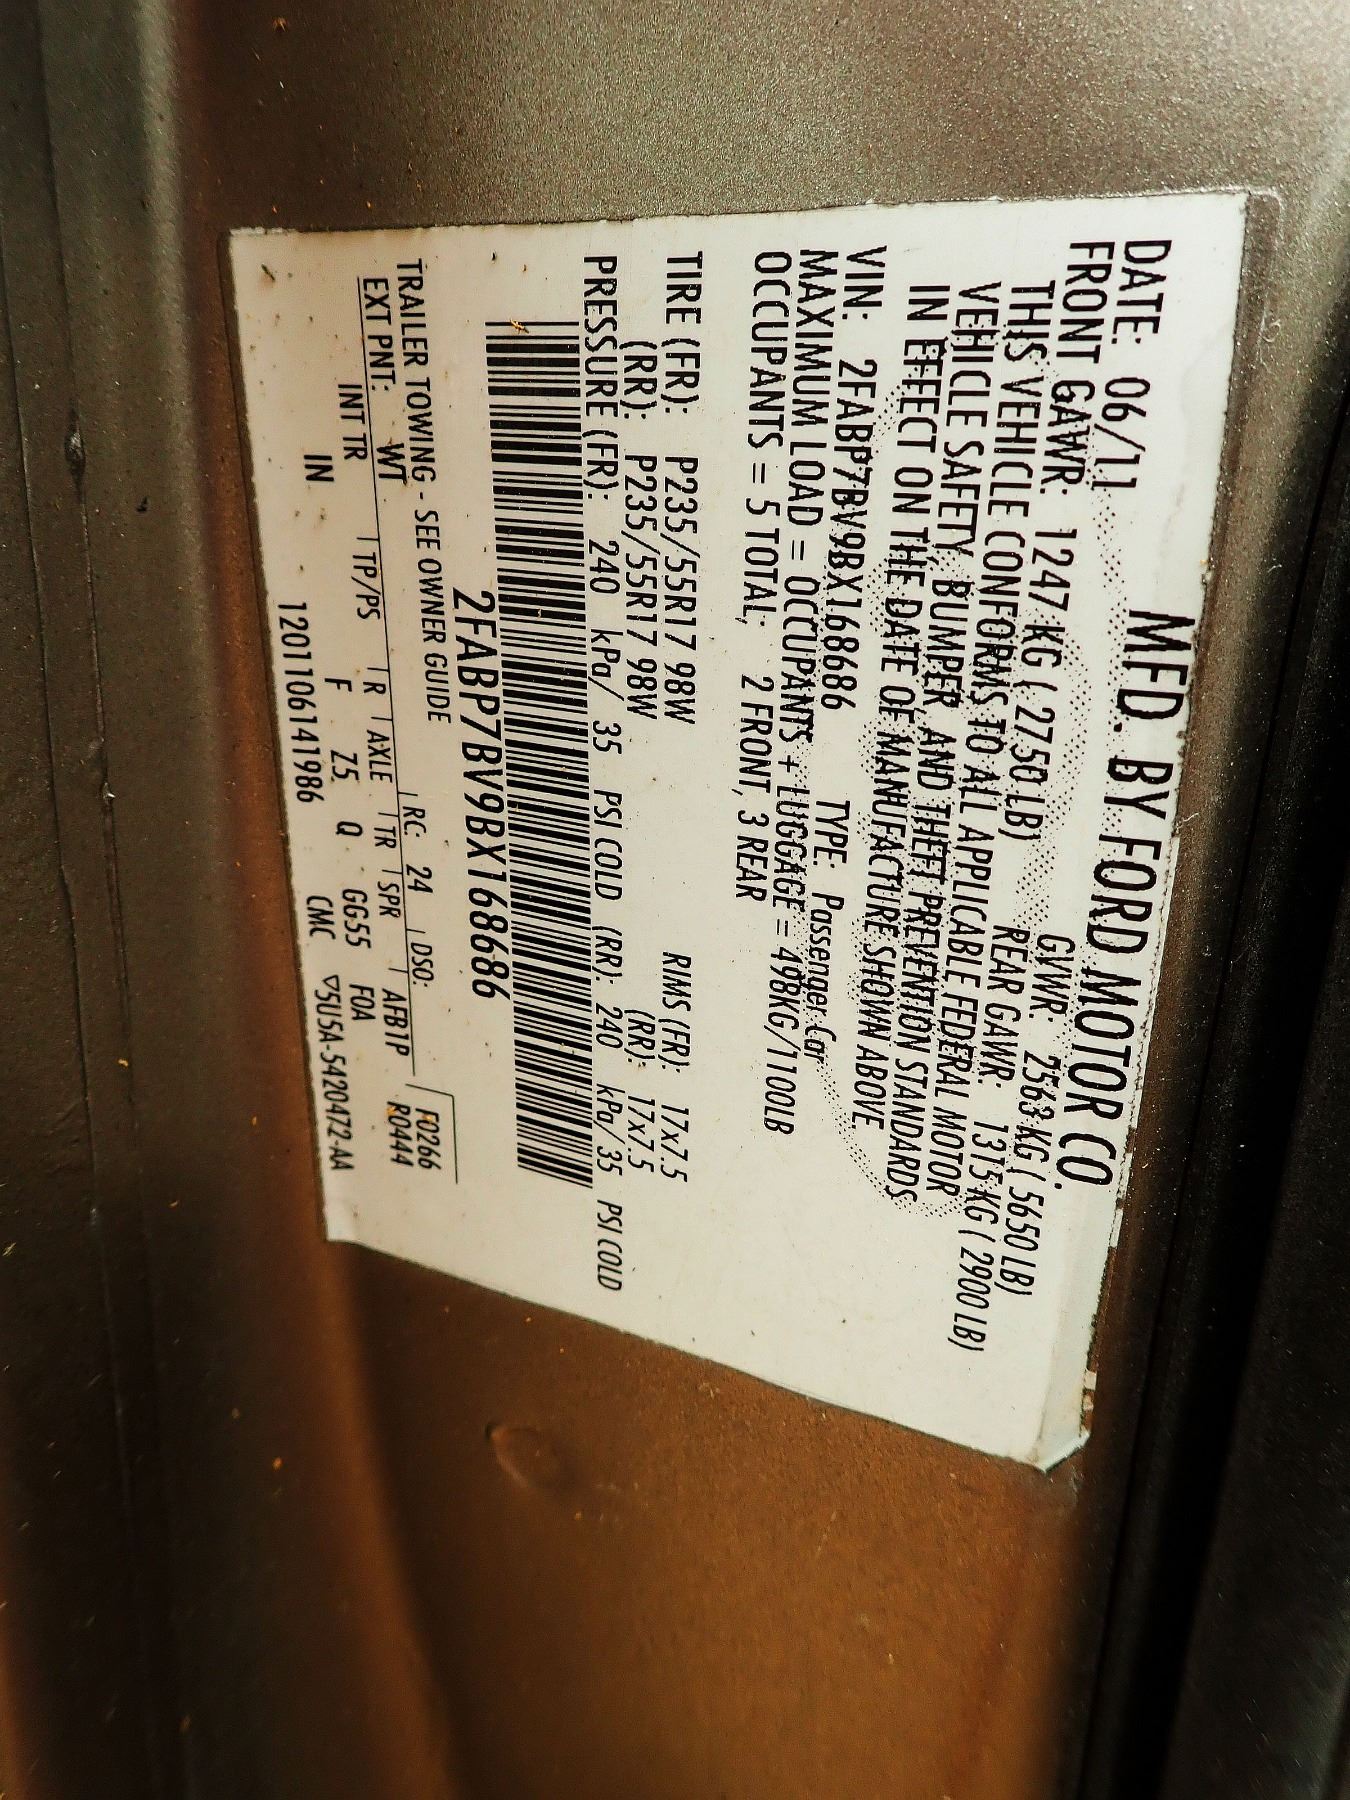 MFD. BY FORD MOTOR CO.
DATE: 06/11 GVWR: 2563 KG ( 5650 LB)
FRONT GAWR: 1247 KG ( 2750 LB) REAR GAWR: 1315 KG ( 2900 LB)
THIS VEHICLE CONFORMS TO ALL APPLICABLE FEDERAL MOTOR
VEHICLE SAFETY, BUMPER, AND THEFT PREVENTION STANDARDS
IN EFFECT ON THE DATE OF MANUFACTURE SHOWN ABOVE.
VIN: 2FABP7BV9BX168686 TYPE: Passenger Car
MAXIMUM LOAD = OCCUPANTS + LUGGAGE = 498KG/1100LB
OCCUPANTS = 5 TOTAL, 2 FRONT, 3 REAR
TIRE (FR): P235/55R17 98W RIMS (FR): 17x7.5
(RR): P235/55R17 98W (RR): 17x7.5
PRESSURE (FR): 240 kPa/ 35 PSI COLD (RR): 240 kPa/ 35 PSI COLD
2FABP7BV9BX168686
TRAILER TOWING - SEE OWNER GUIDE F0266
EXT PNT: WT RC: 24 DSO: R0444
INT TR TP/PS R AXLE TR SPR AFB1P
IN F Z5 Q GG55 F0A
1201110614 1986 CMC ▽5U5A-5420472-AA